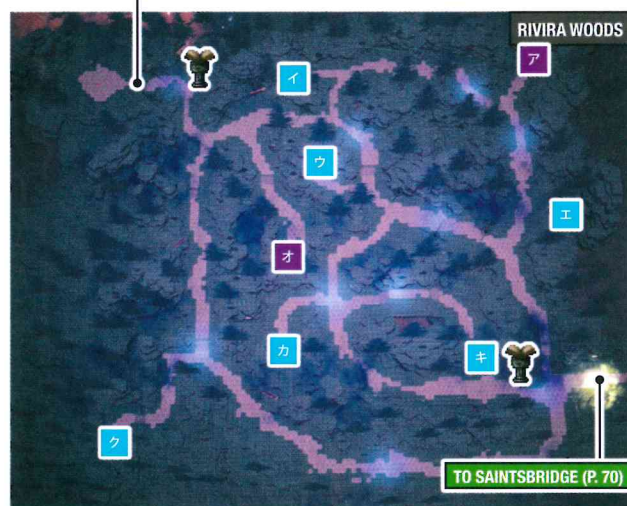 RIVIRA WOODS
ア
イ
ウ
エ
オ
カ
キ
ク
TO SAINTSBRIDGE (P. 70)